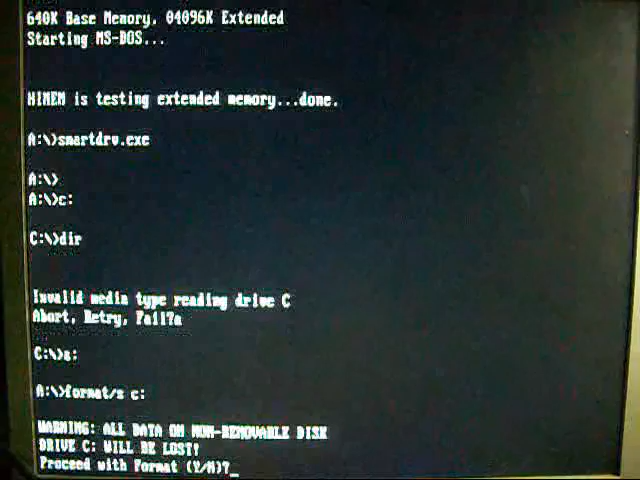 640K Base Memory, 04096K Extended
Starting MS-DOS...
HIMEM is testing extended memory...done.
A:\>smartdrv.exe
A:\>
A:\>c:
C:\>dir
Invalid media type reading drive C
Abort, Retry, Fail?a
C:\>a:
A:\>format/s c:
WARNING: ALL DATA ON NON-REMOVABLE DISK
DRIVE C: WILL BE LOST!
Proceed with Format (Y/N)?_